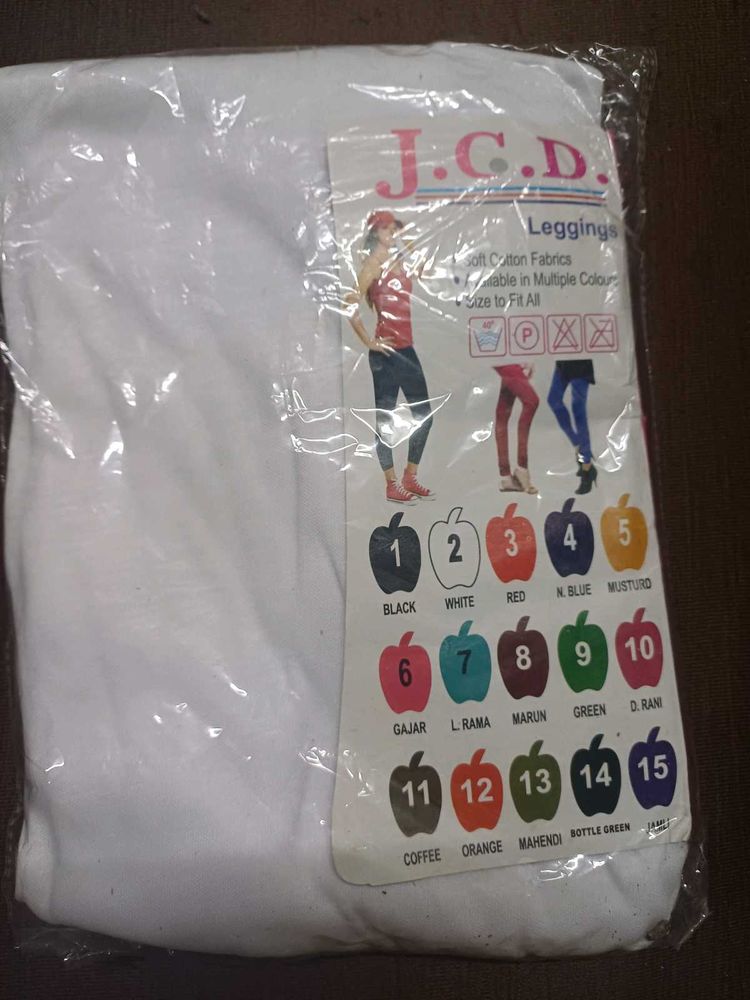 J.C.D.
Leggings
Soft Cotton Fabrics
Available in Multiple Colours
Size to Fit All
40° P
1 2 3 4 5
BLACK WHITE RED N. BLUE MUSTURD
6 7 8 9 10
GAJAR L. RAMA MARUN GREEN D. RANI
11 12 13 14 15
COFFEE ORANGE MAHENDI BOTTLE GREEN JAMLI